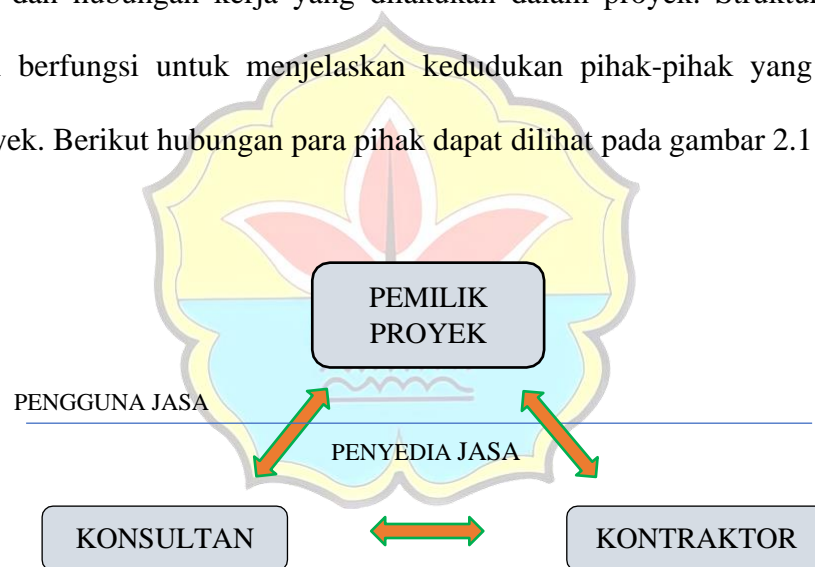 dan hubungan kerja yang dilakukan dalam proyek. Struktur
berfungsi untuk menjelaskan kedudukan pihak-pihak yang
Berikut hubungan para pihak dapat dilihat pada gambar 2.1
PEMILIK
PROYEK
PENGGUNA JASA
PENYEDIA JASA
KONSULTAN
KONTRAKTOR